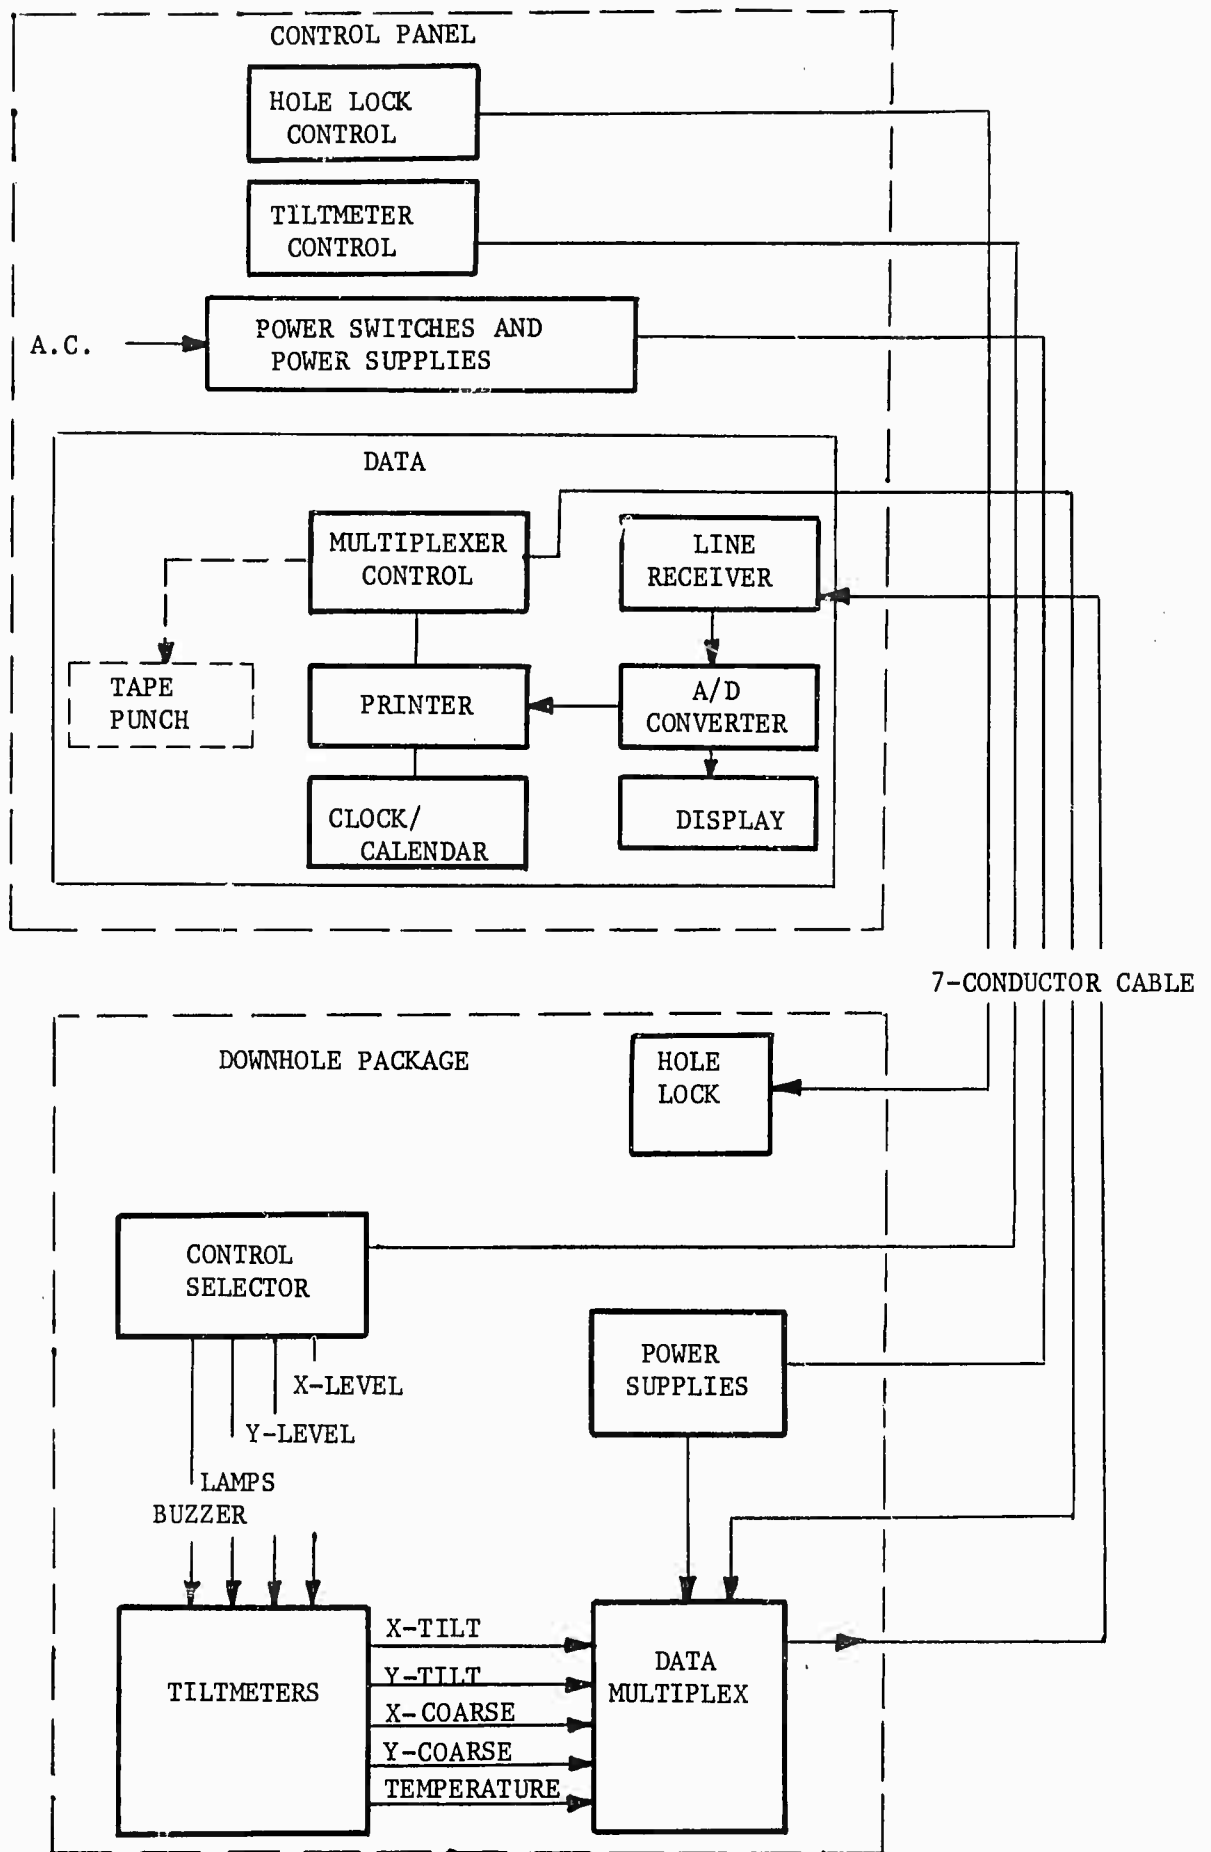 CONTROL PANEL
HOLE LOCK
CONTROL
TILTMETER
CONTROL
A.C.
POWER SWITCHES AND
POWER SUPPLIES
DATA
MULTIPLEXER
CONTROL
LINE
RECEIVER
TAPE
PUNCH
PRINTER
A/D
CONVERTER
CLOCK/
CALENDAR
DISPLAY
7-CONDUCTOR CABLE
DOWNHOLE PACKAGE
HOLE
LOCK
CONTROL
SELECTOR
POWER
SUPPLIES
X-LEVEL
Y-LEVEL
LAMPS
BUZZER
TILTMETERS
X-TILT
Y-TILT
X-COARSE
Y-COARSE
TEMPERATURE
DATA
MULTIPLEX